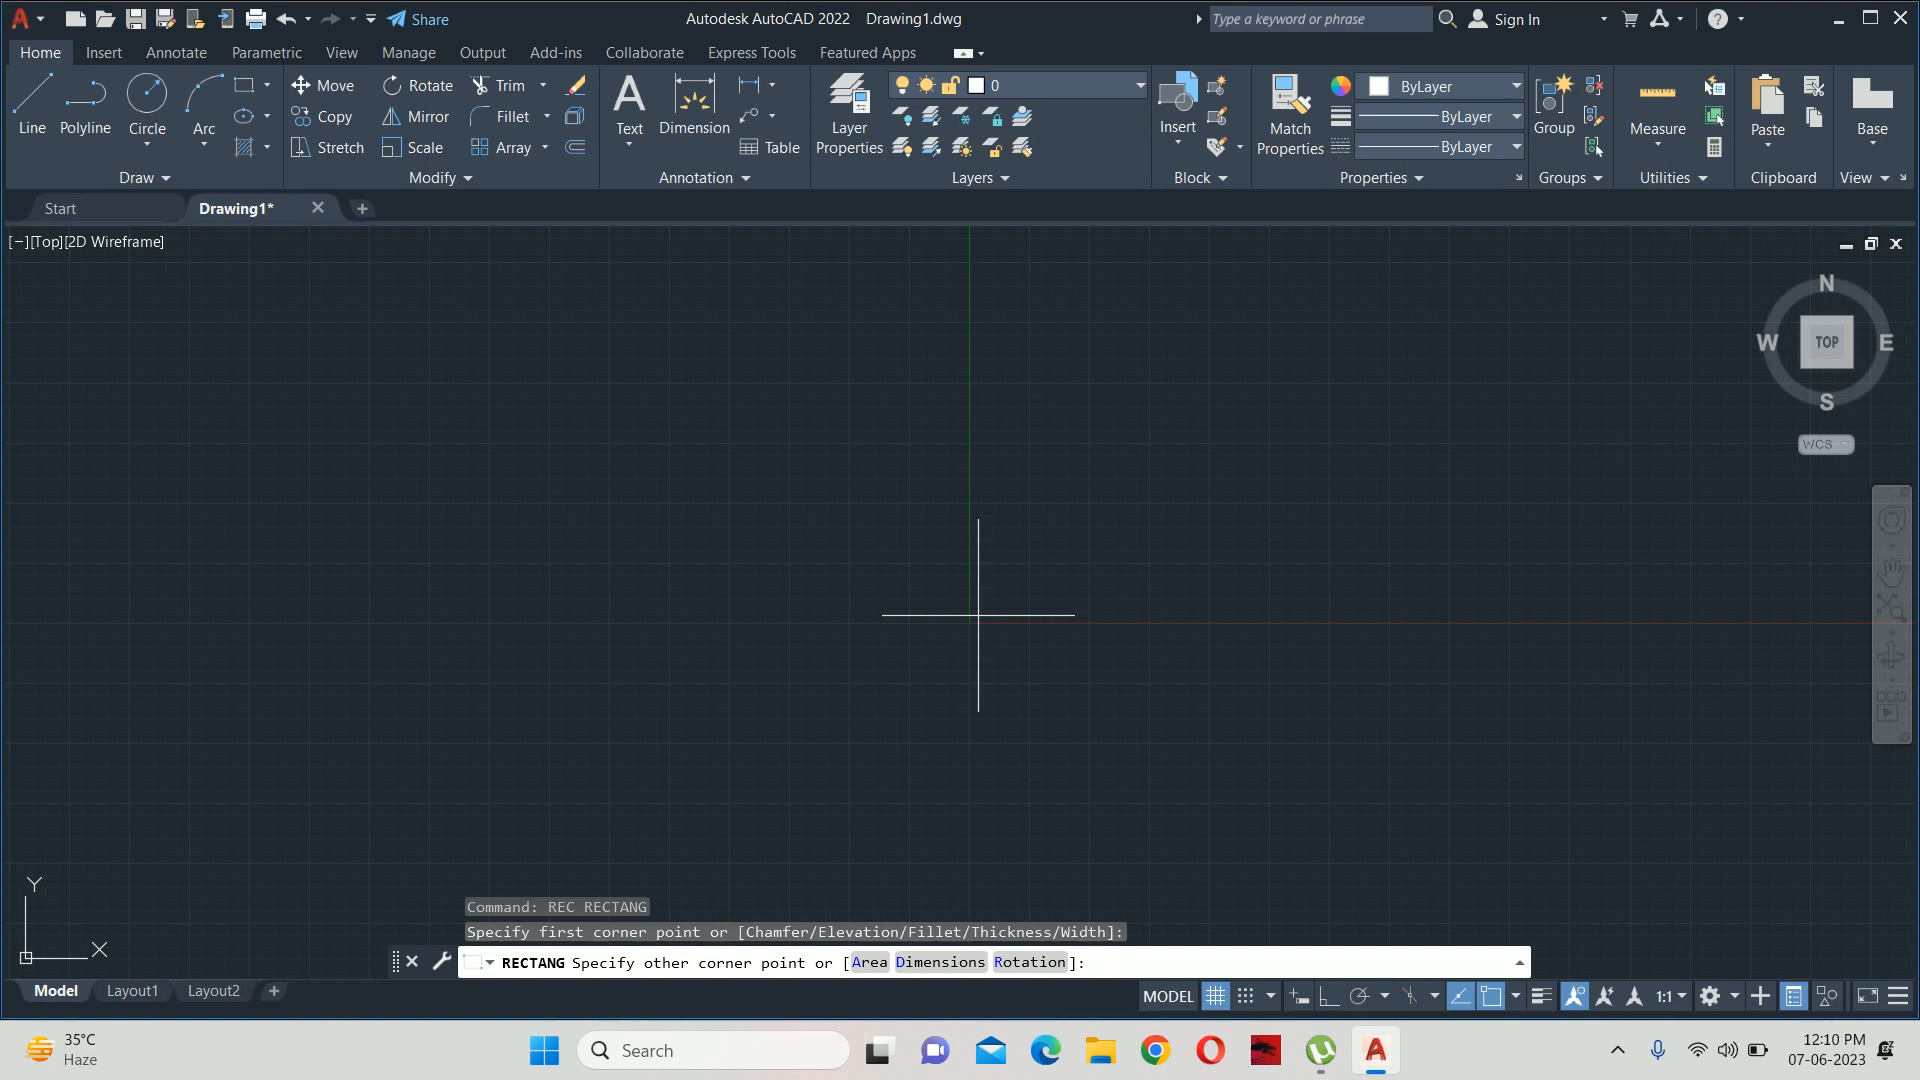 Share
Autodesk AutoCAD 2022 Drawing1.dwg
Type a keyword or phrase
Sign In
Home Insert Annotate Parametric View Manage Output Add-ins Collaborate Express Tools Featured Apps
Line Polyline Circle Arc
Draw
Move Rotate Trim
Copy Mirror Fillet
Stretch Scale Array
Modify
Text Dimension Table
Annotation
Layer
Properties
0
Layers
Insert
Block
Match
Properties
ByLayer
ByLayer
ByLayer
Properties
Group
Groups
Measure
Utilities
Paste
Clipboard
Base
View
Start Drawing1*
[−][Top][2D Wireframe]
N
W TOP E
S
WCS
Y
X
Command: REC RECTANG
Specify first corner point or [Chamfer/Elevation/Fillet/Thickness/Width]:
RECTANG Specify other corner point or [Area Dimensions Rotation]:
Model Layout1 Layout2
MODEL
1:1
35°C
Haze
Search
12:10 PM
07-06-2023